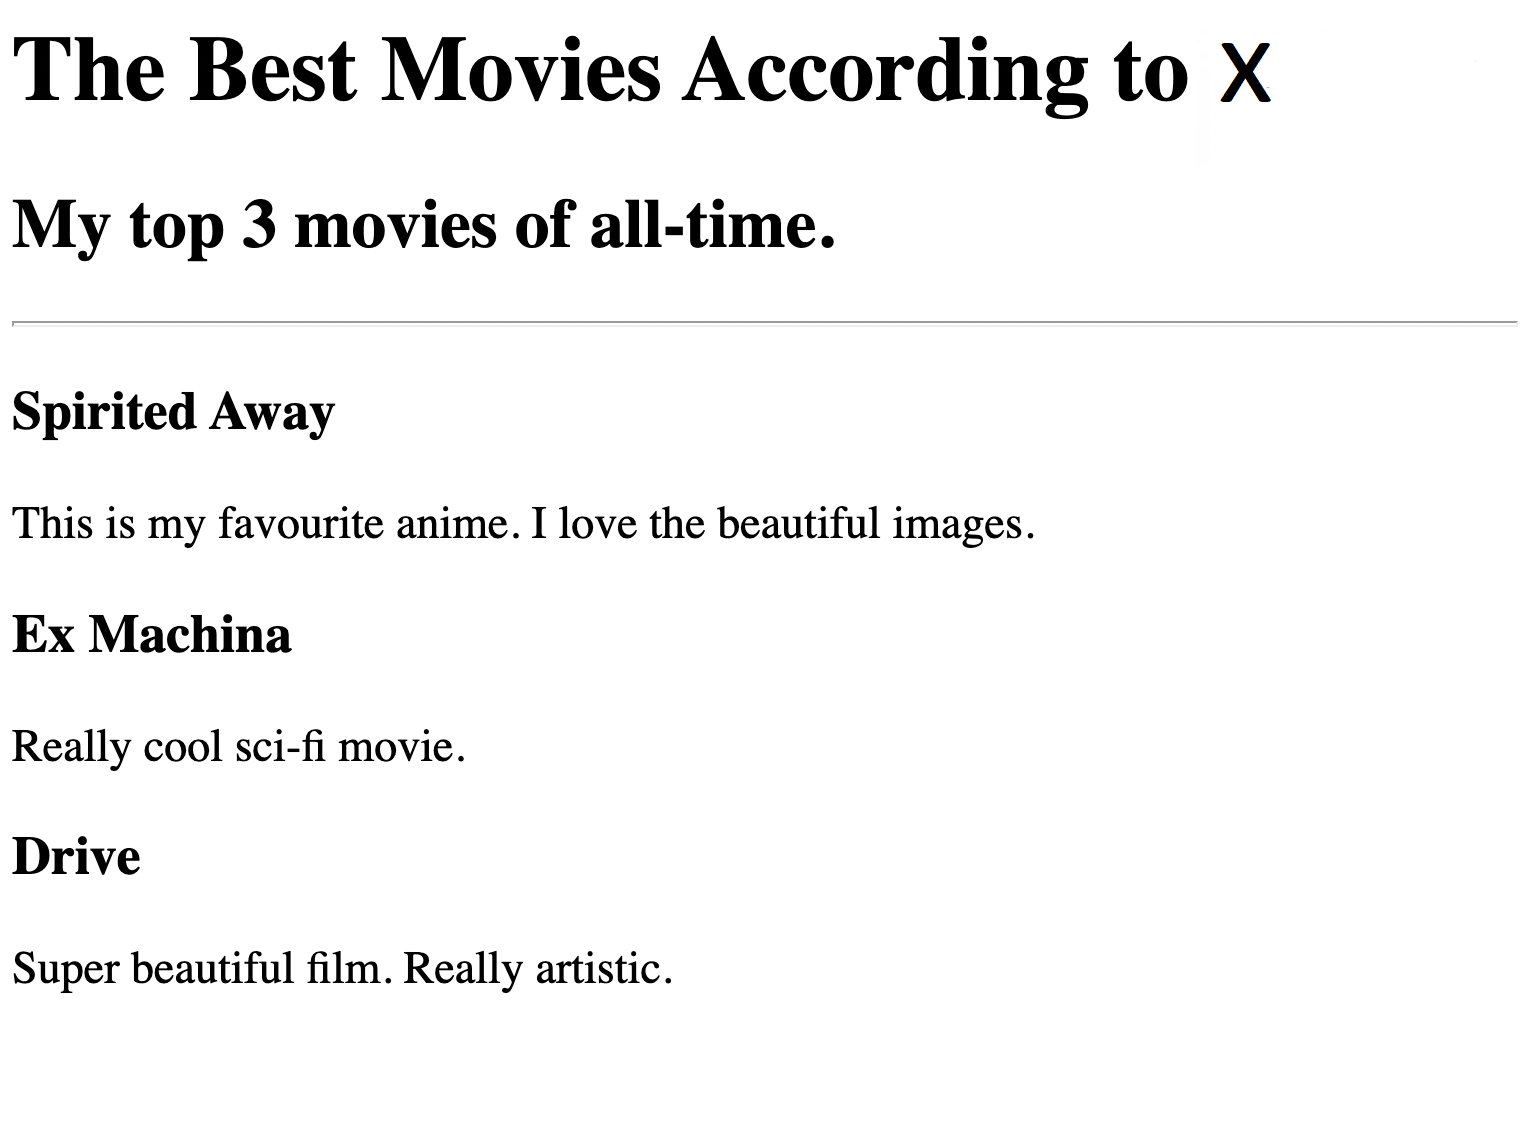 The Best Movies According to X
My top 3 movies of all-time.
Spirited Away
This is my favourite anime. I love the beautiful images.
Ex Machina
Really cool sci-fi movie.
Drive
Super beautiful film. Really artistic.